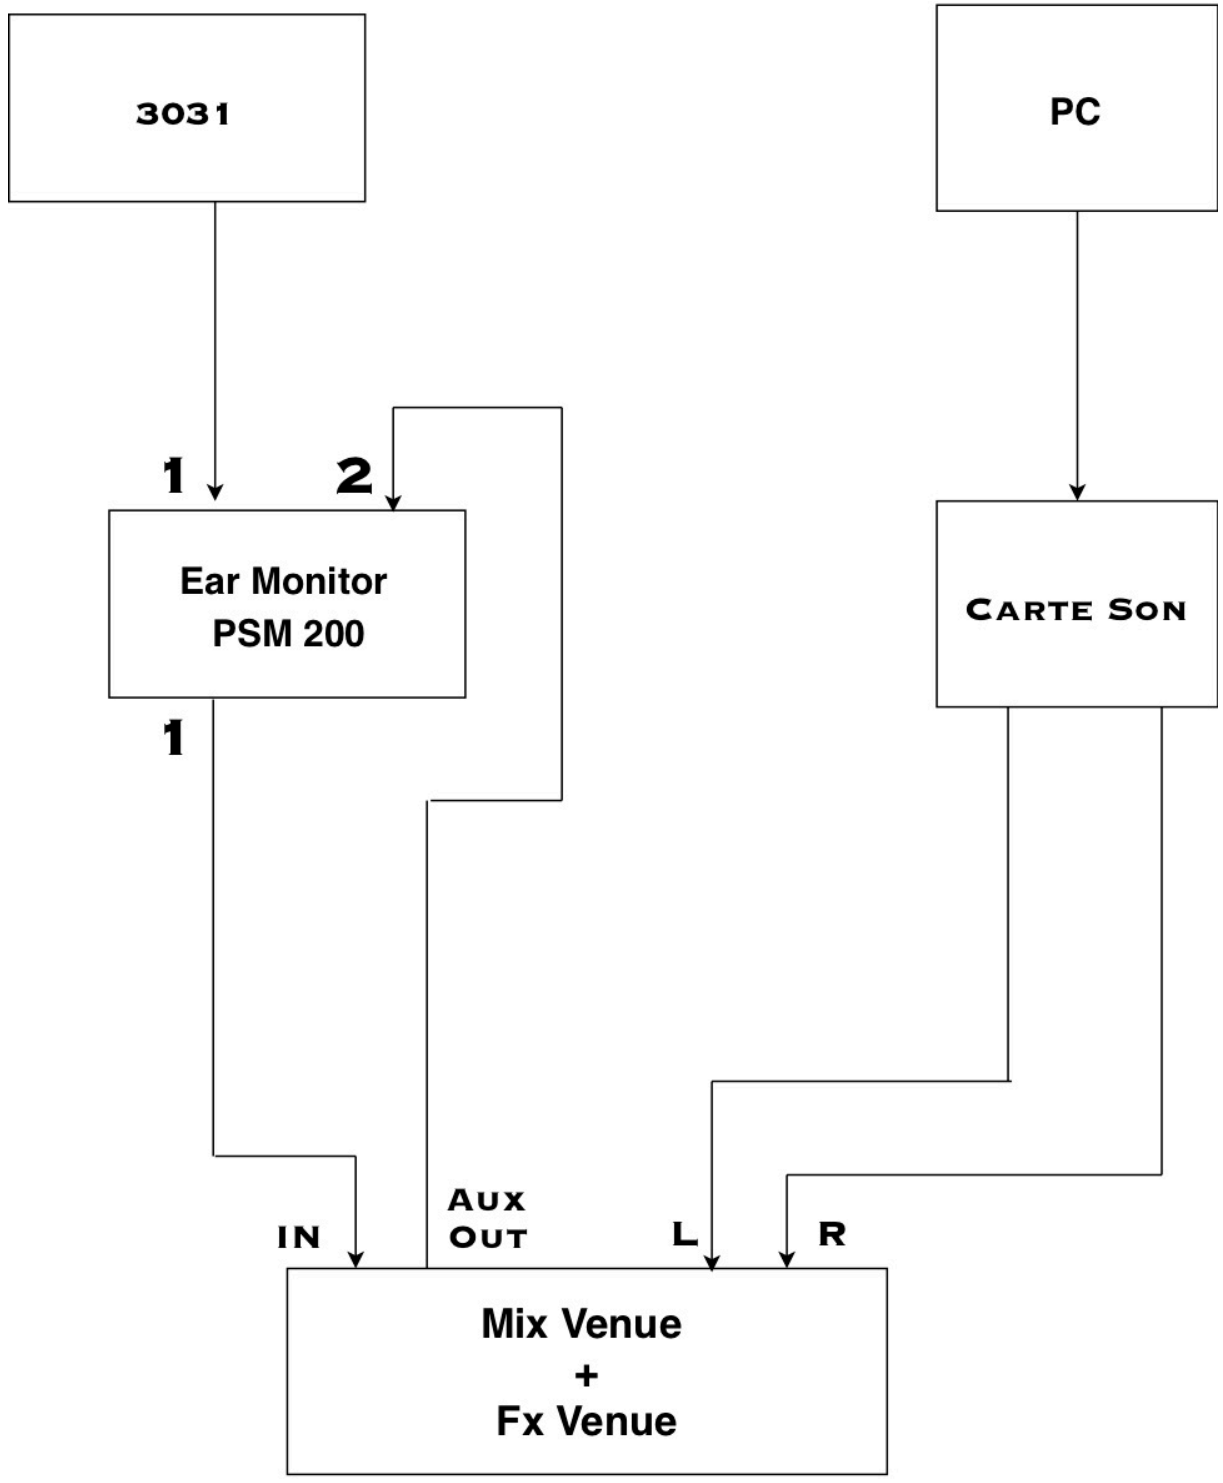 3031
PC
1
2
Ear Monitor
PSM 200
Carte Son
1
Aux
Out
IN
L
R
Mix Venue
+
Fx Venue